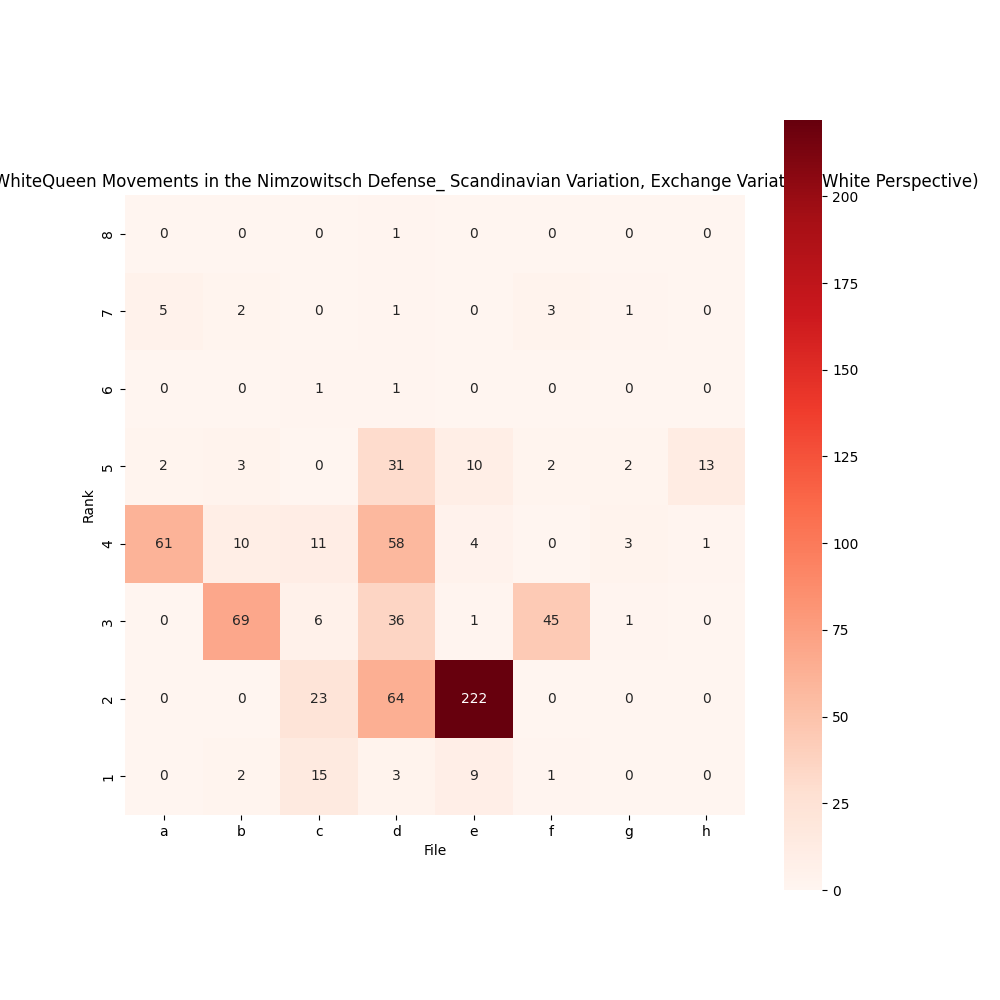 WhiteQueen Movements in the Nimzowitsch Defense_ Scandinavian Variation, Exchange Variat White Perspective)
200
8 0 0 0 1 0 0 0 0
175
7 5 2 0 1 0 3 1 0
150
6 0 0 1 1 0 0 0 0
125
5 2 3 0 31 10 2 2 13
Rank
100
4 61 10 11 58 4 0 3 1
75
3 0 69 6 36 1 45 1 0
50
2 0 0 23 64 222 0 0 0
25
1 0 2 15 3 9 1 0 0
a b c d e f g h
File
0